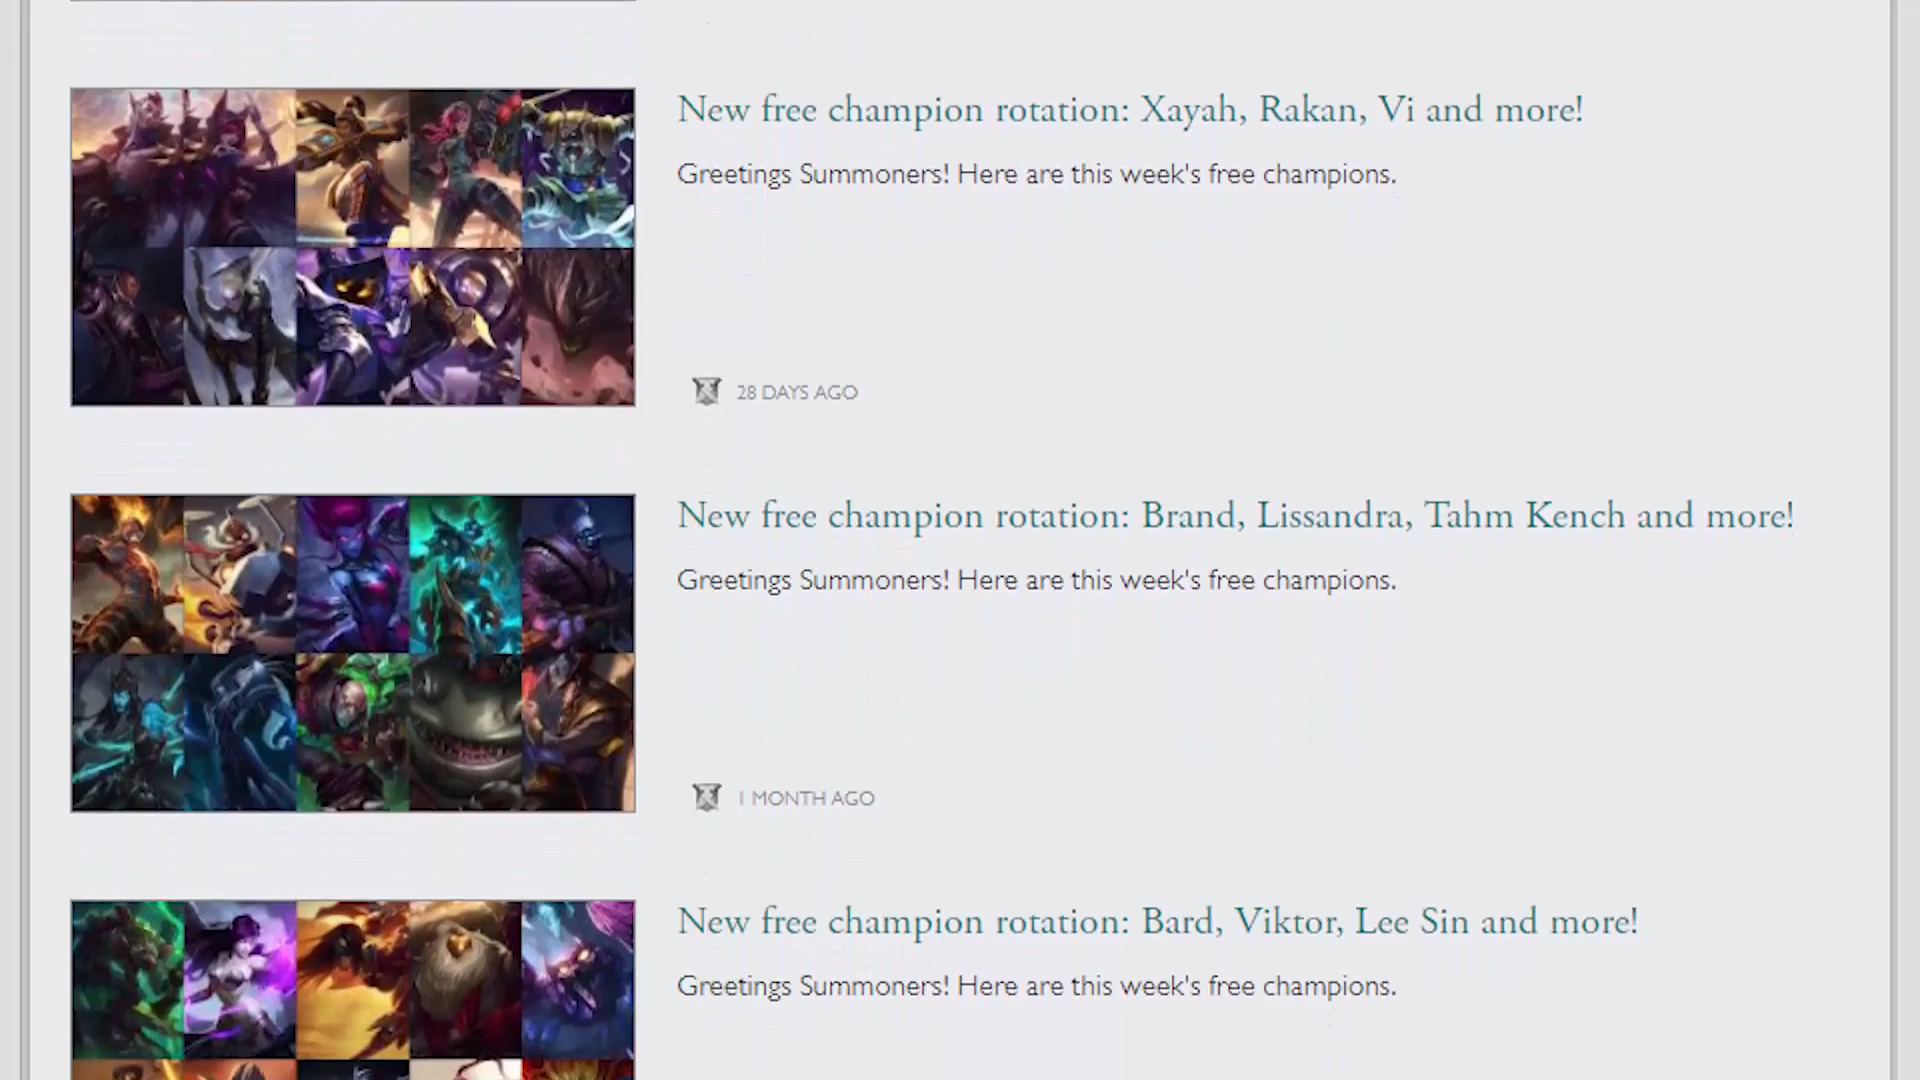 New free champion rotation: Xayah, Rakan, Vi and more!
Greetings Summoners! Here are this week's free champions.
28 DAYS AGO
New free champion rotation: Brand, Lissandra, Tahm Kench and more!
Greetings Summoners! Here are this week's free champions.
1 MONTH AGO
New free champion rotation: Bard, Viktor, Lee Sin and more!
Greetings Summoners! Here are this week's free champions.